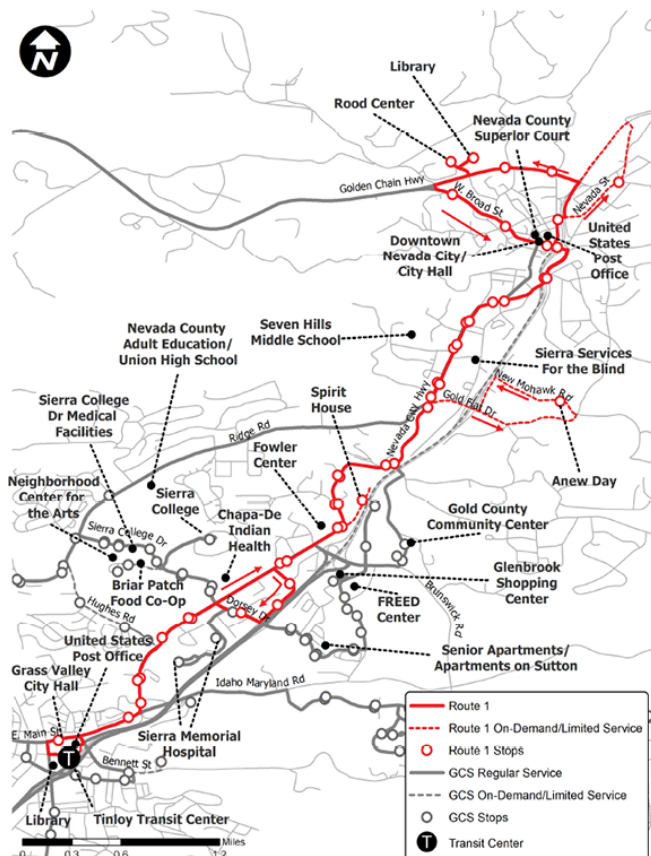 N
Library
Rood Center
Nevada County
Superior Court
Golden Chain Hwy
W. Broad St
Nevada St
Downtown
Nevada City/
City Hall
United
States
Post
Office
Nevada County
Adult Education/
Union High School
Seven Hills
Middle School
Sierra Services
For the Blind
Sierra College
Dr Medical
Facilities
Spirit
House
Nevada City Hwy
Gold Flat Dr
New Mohawk Rd
Ridge Rd
Fowler
Center
Anew Day
Neighborhood
Center for
the Arts
Sierra
College
Sierra College Dr
Chapa-De
Indian
Health
Gold County
Community Center
Briar Patch
Food Co-Op
Glenbrook
Shopping
Center
Hughes Rd
Dorsey Dr
FREED
Center
Brunswick Rd
United States
Post Office
Senior Apartments/
Apartments on Sutton
Grass Valley
City Hall
Idaho Maryland Rd
E. Main St
Sierra Memorial
Hospital
Bennett St
T
Library
Tinloy Transit Center
0 0.3 0.6 1.2
Miles
Route 1
Route 1 On-Demand/Limited Service
Route 1 Stops
GCS Regular Service
GCS On-Demand/Limited Service
GCS Stops
T Transit Center